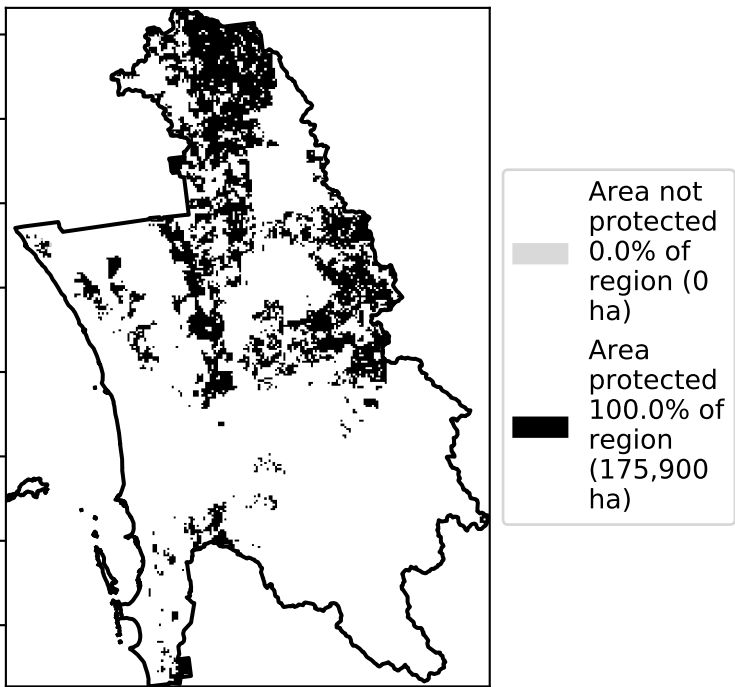 Area not
protected
0.0% of
region (0
ha)
Area
protected
100.0% of
region
(175,900
ha)